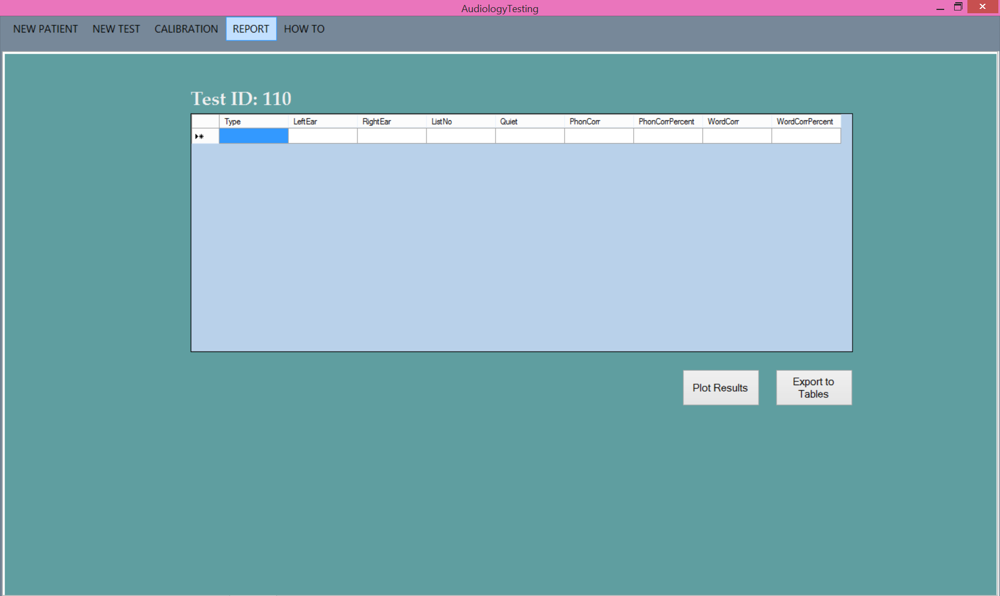 AudiologyTesting
NEW PATIENT NEW TEST CALIBRATION REPORT HOW TO
Test ID: 110
Type LeftEar RightEar ListNo Quiet PhonCorr PhonCorrPercent WordCorr WordCorrPercent
Plot Results
Export to
Tables